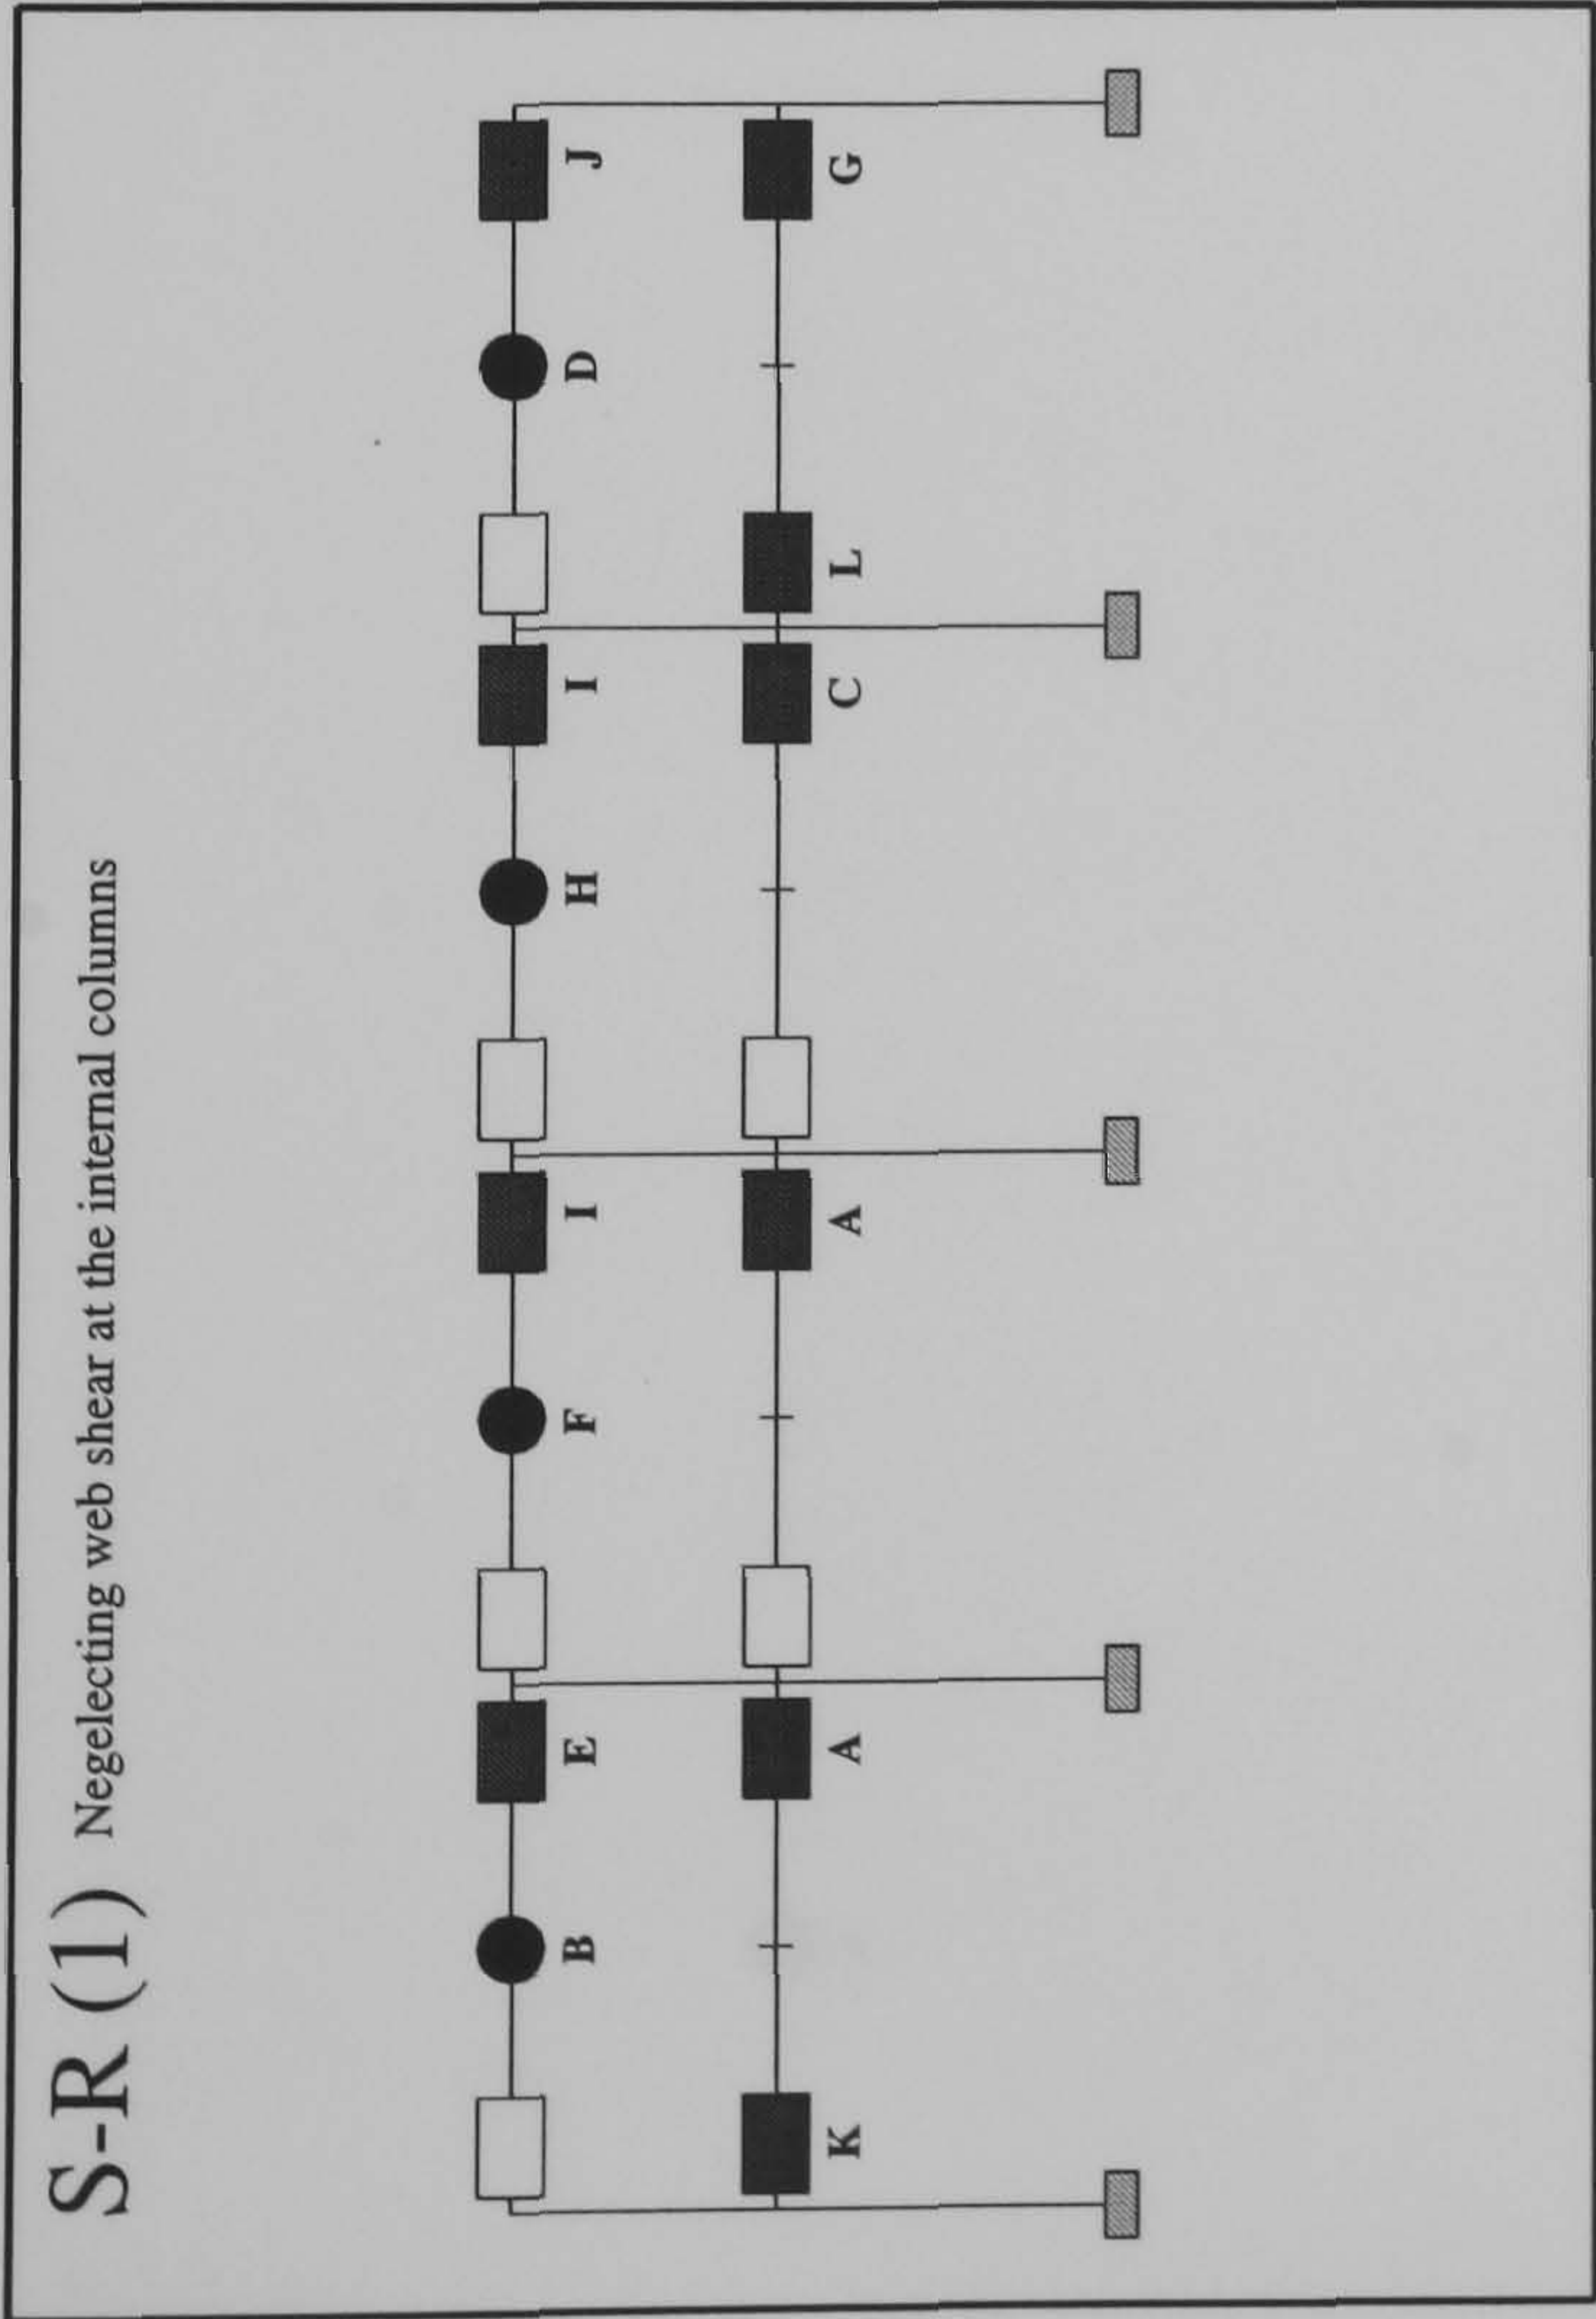 S-R (1) Negelecting web shear at the internal columns
B E F I H I D J
K A A C L G